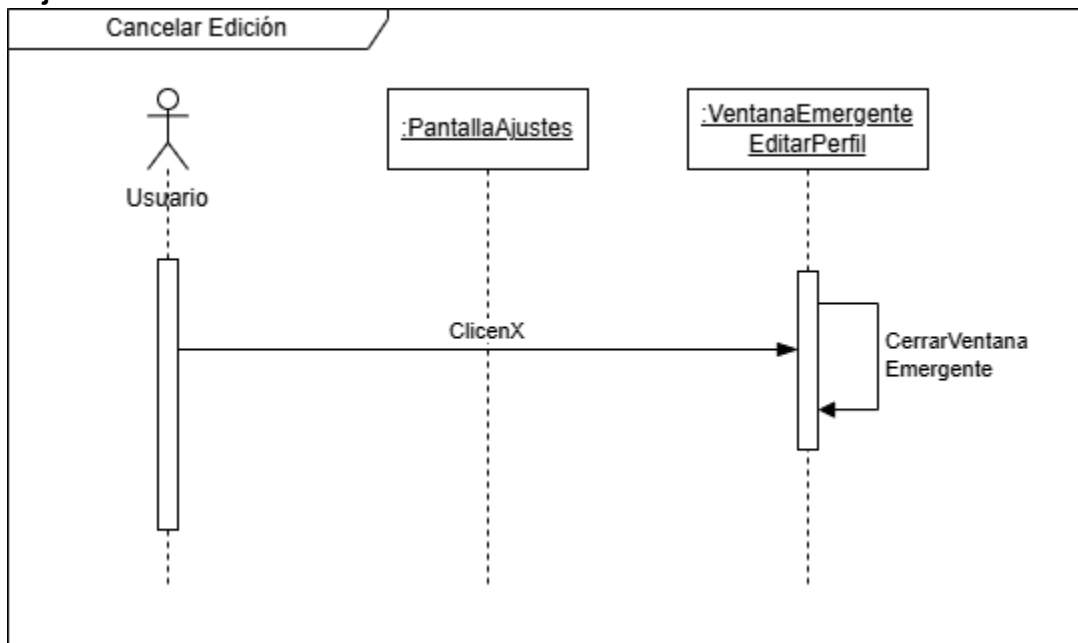 Cancelar Edición
:PantallaAjustes
:VentanaEmergente
EditarPerfil
Usuario
ClicenX
CerrarVentana
Emergente